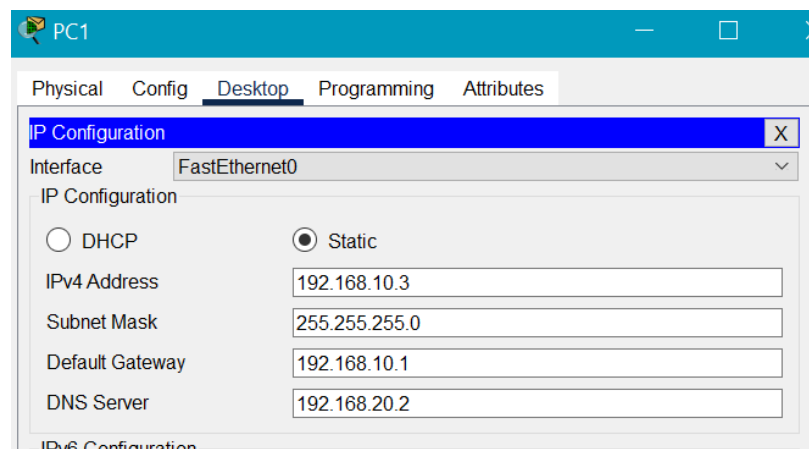 PC1
Physical Config Desktop Programming Attributes
IP Configuration X
Interface FastEthernet0
IP Configuration
DHCP Static
IPv4 Address 192.168.10.3
Subnet Mask 255.255.255.0
Default Gateway 192.168.10.1
DNS Server 192.168.20.2
IPv6 Configuration